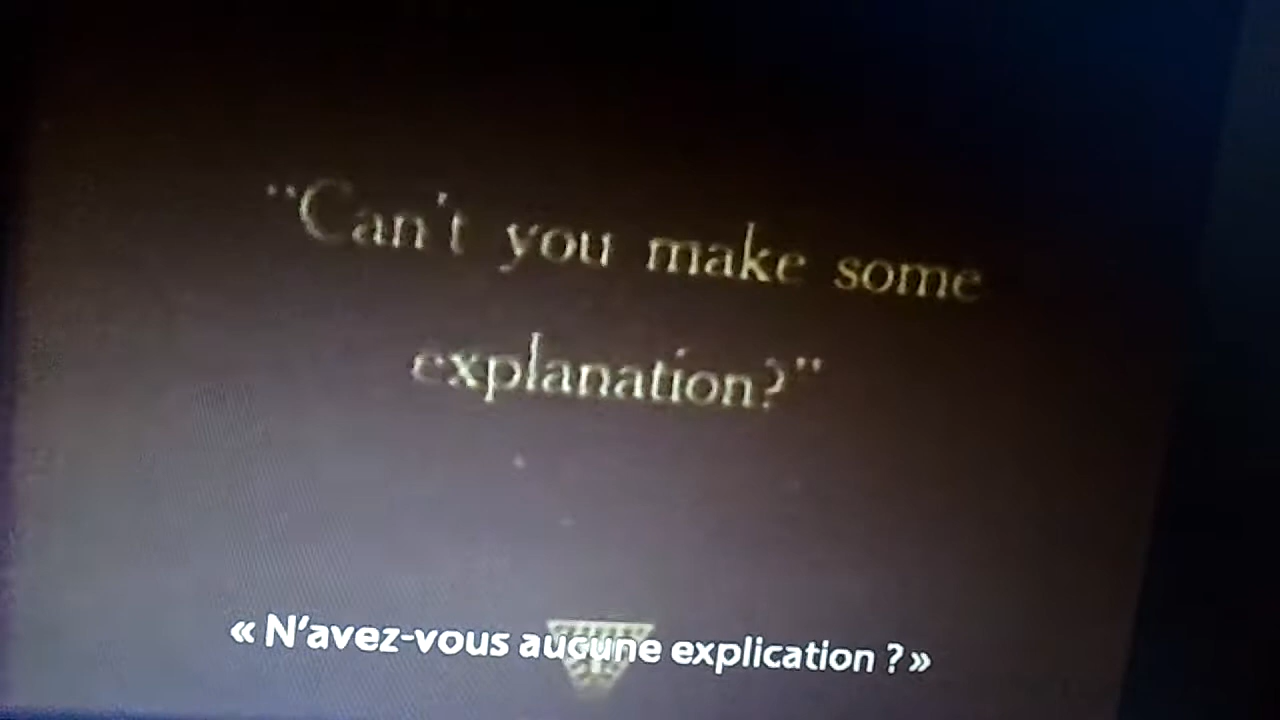 "Can't you make some
explanation?"
« N'avez-vous aucune explication ? »